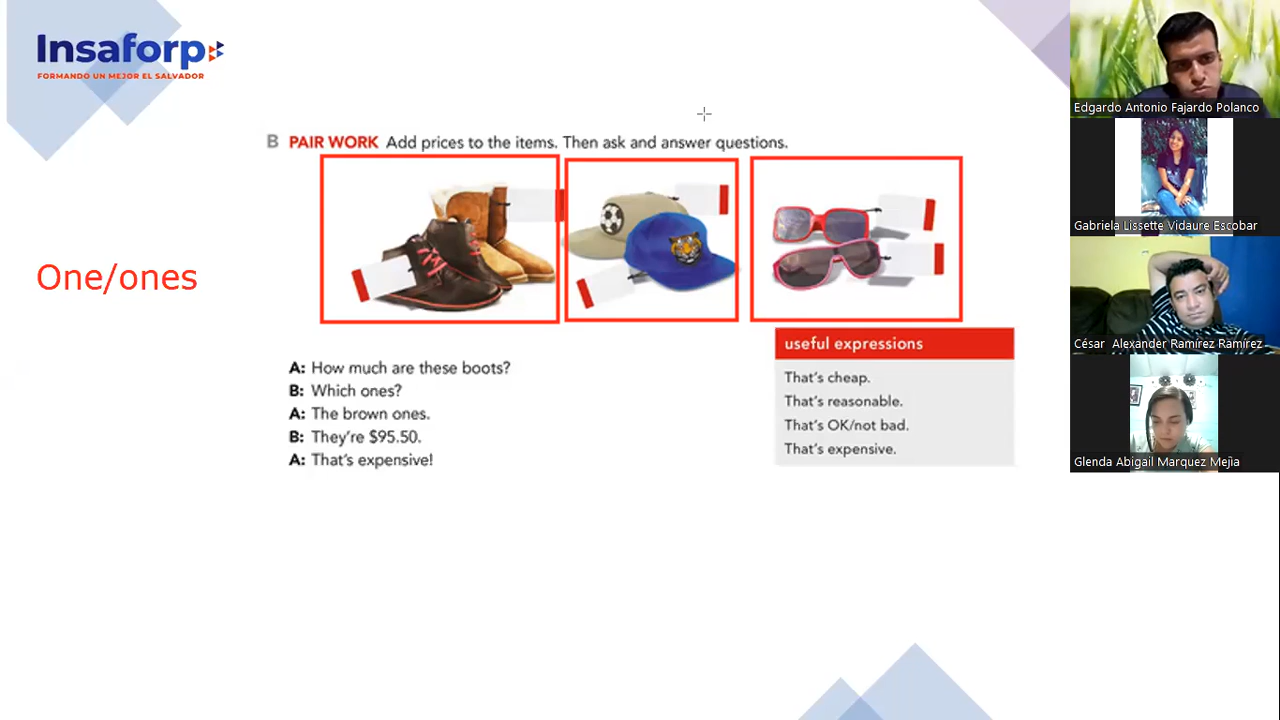 Insaforp
FORMANDO UN MEJOR EL SALVADOR
B PAIR WORK Add prices to the items. Then ask and answer questions.
One/ones
A: How much are these boots?
B: Which ones?
A: The brown ones.
B: They're $95.50.
A: That's expensive!
useful expressions
That's cheap.
That's reasonable.
That's OK/not bad.
That's expensive.
Edgardo Antonio Fajardo Polanco
Gabriela Lissette Vidaure Escobar
César Alexander Ramírez Ramírez
Glenda Abigail Marquez Mejìa